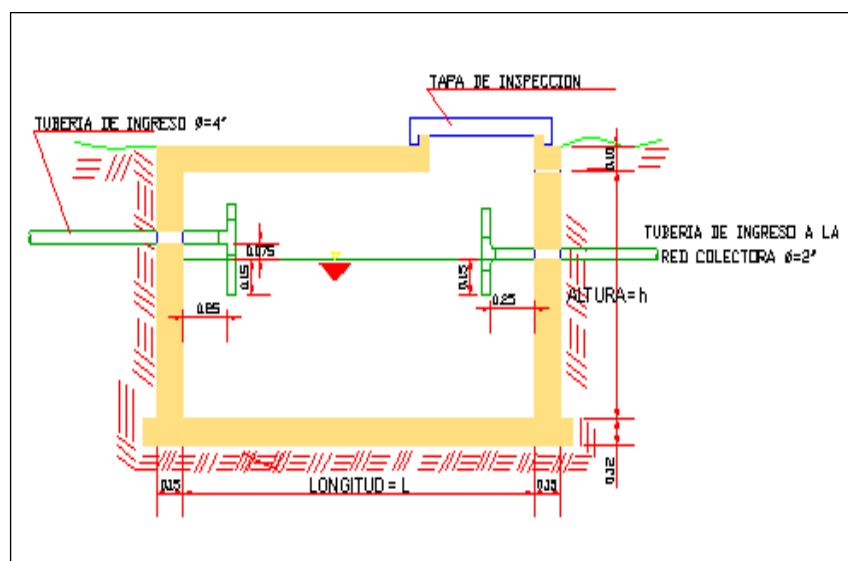 TAPA DE INSPECCION
TUBERIA DE INGRESO Ø=4"
0.10
TUBERIA DE INGRESO A LA
RED COLECTORA Ø=2"
0.075
0.15
0.15
ALTURA = h
0.25
0.25
0.12
0.15
LONGITUD = L
0.15